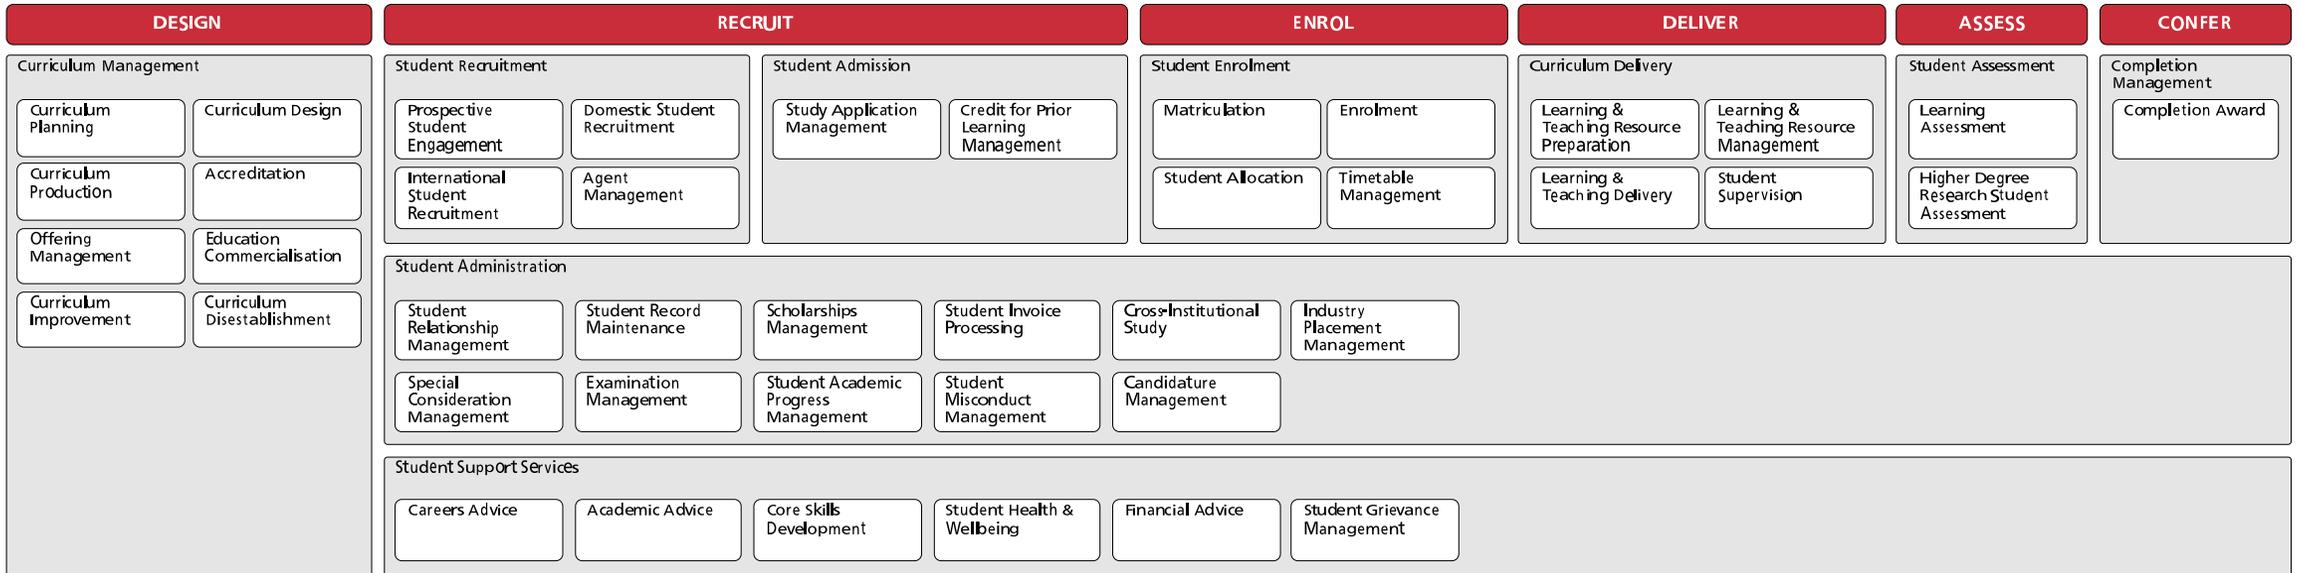 DESIGN
RECRUIT
ENROL
DELIVER
ASSESS
CONFER
Curriculum Management
Curriculum
Planning
Curriculum Design
Curriculum
Production
Accreditation
Offering
Management
Education
Commercialisation
Curriculum
Improvement
Curriculum
Disestablishment
Student Recruitment
Prospective
Student
Engagement
Domestic Student
Recruitment
International
Student
Recruitment
Agent
Management
Student Admission
Study Application
Management
Credit for Prior
Learning
Management
Student Enrolment
Matriculation
Enrolment
Student Allocation
Timetable
Management
Curriculum Delivery
Learning &
Teaching Resource
Preparation
Learning &
Teaching Resource
Management
Learning &
Teaching Delivery
Student
Supervision
Student Assessment
Learning
Assessment
Higher Degree
Research Student
Assessment
Completion
Management
Completion Award
Student Administration
Student
Relationship
Management
Student Record
Maintenance
Scholarships
Management
Student Invoice
Processing
Cross-Institutional
Study
Industry
Placement
Management
Special
Consideration
Management
Examination
Management
Student Academic
Progress
Management
Student
Misconduct
Management
Candidature
Management
Student Support Services
Careers Advice
Academic Advice
Core Skills
Development
Student Health &
Wellbeing
Financial Advice
Student Grievance
Management